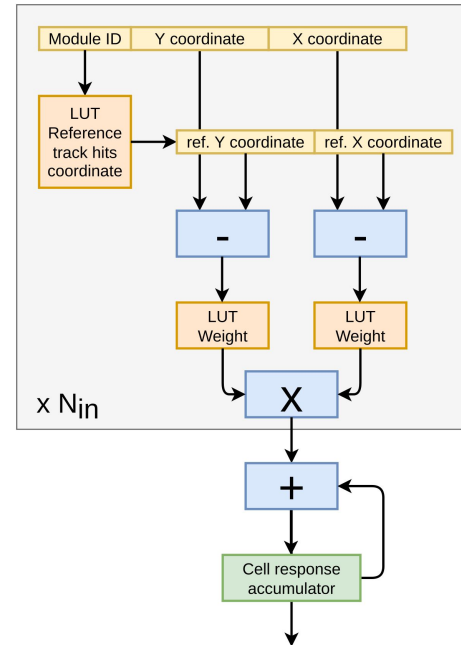 Module ID Y coordinate X coordinate
LUT
Reference
track hits
coordinate
ref. Y coordinate ref. X coordinate
- -
LUT
Weight
LUT
Weight
X
x Nin
+
Cell response
accumulator